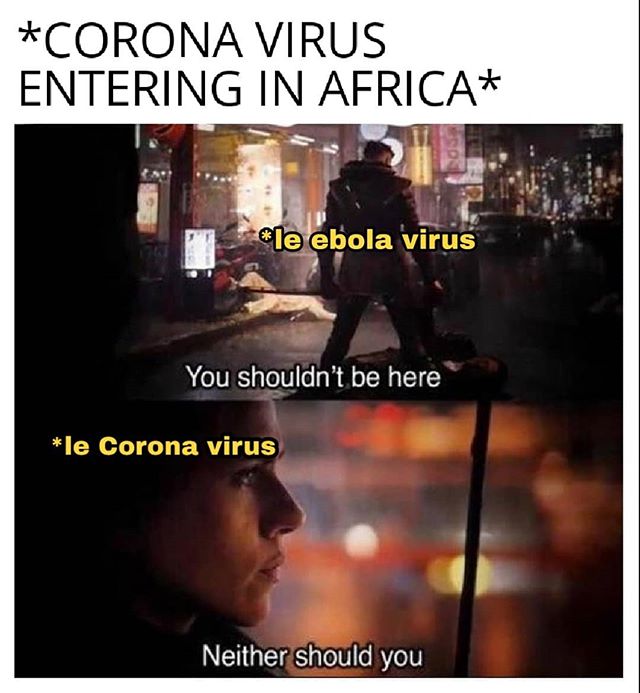 *CORONA VIRUS
ENTERING IN AFRICA*
*le ebola virus
You shouldn't be here
*le Corona virus
Neither should you